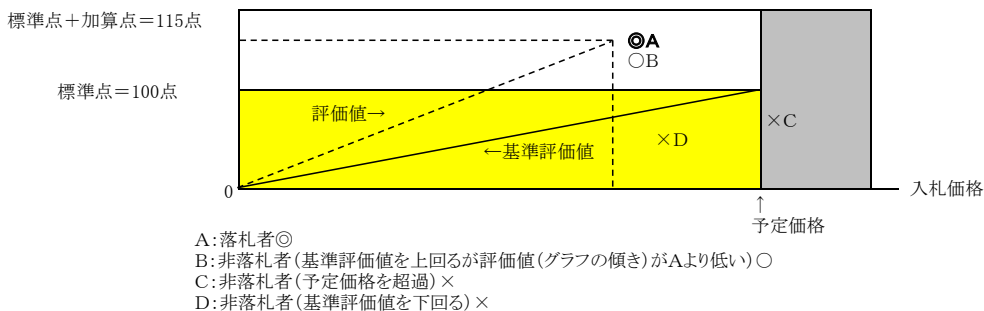 標準点＋加算点＝115点
◎A
○B
標準点＝100点
評価値→
×C
×D
←基準評価値
0
入札価格
↑
予定価格
A：落札者◎
B：非落札者（基準評価値を上回るが評価値（グラフの傾き）がAより低い）○
C：非落札者（予定価格を超過）×
D：非落札者（基準評価値を下回る）×